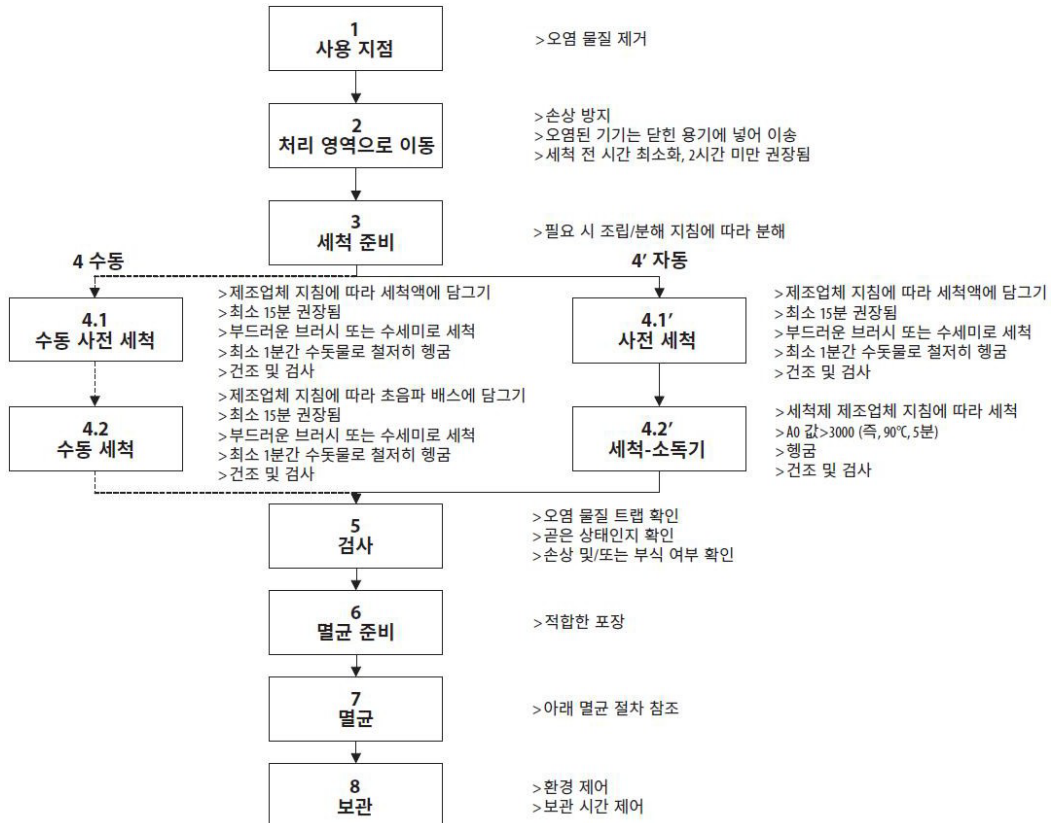 1
사용 지점
>오염 물질 제거
2
처리 영역으로 이동
>손상 방지
>오염된 기기는 닫힌 용기에 넣어 이송
>세척 전 시간 최소화, 2시간 미만 권장됨
3
세척 준비
>필요 시 조립/분해 지침에 따라 분해
4 수동
4.1
수동 사전 세척
>제조업체 지침에 따라 세척액에 담그기
>최소 15분 권장됨
>부드러운 브러시 또는 수세미로 세척
>최소 1분간 수돗물로 철저히 헹굼
>건조 및 검사
4.2
수동 세척
>제조업체 지침에 따라 초음파 배스에 담그기
>최소 15분 권장됨
>부드러운 브러시 또는 수세미로 세척
>최소 1분간 수돗물로 철저히 헹굼
>건조 및 검사
4′ 자동
4.1′
사전 세척
>제조업체 지침에 따라 세척액에 담그기
>최소 15분 권장됨
>부드러운 브러시 또는 수세미로 세척
>최소 1분간 수돗물로 철저히 헹굼
>건조 및 검사
4.2′
세척-소독기
>세척제 제조업체 지침에 따라 세척
>A0 값>3000 (즉, 90℃, 5분)
>헹굼
>건조 및 검사
5
검사
>오염 물질 트랩 확인
>곧은 상태인지 확인
>손상 및/또는 부식 여부 확인
6
멸균 준비
>적합한 포장
7
멸균
>아래 멸균 절차 참조
8
보관
>환경 제어
>보관 시간 제어